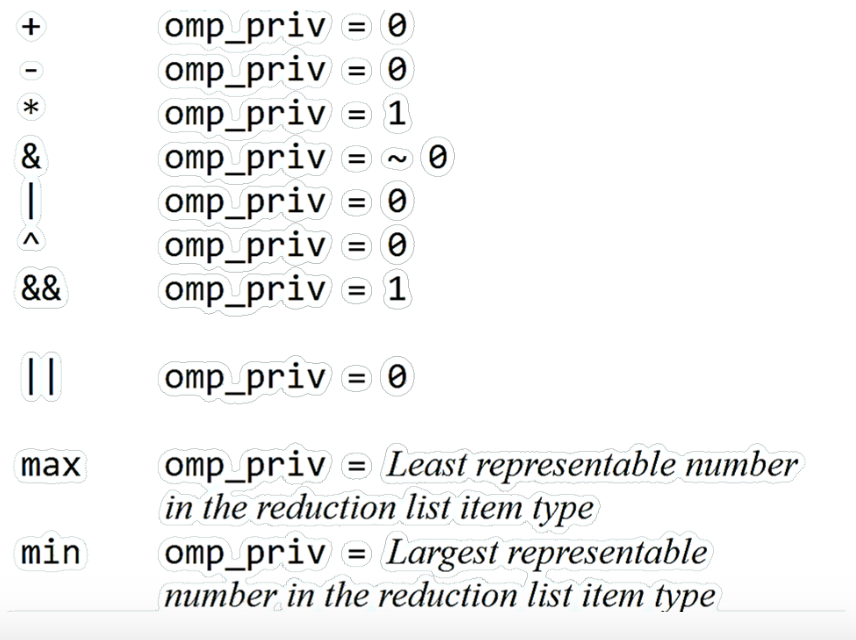 + omp_priv = 0
- omp_priv = 0
* omp_priv = 1
& omp_priv = ~ 0
| omp_priv = 0
^ omp_priv = 0
&& omp_priv = 1
|| omp_priv = 0
max omp_priv = Least representable number
in the reduction list item type
min omp_priv = Largest representable
number in the reduction list item type